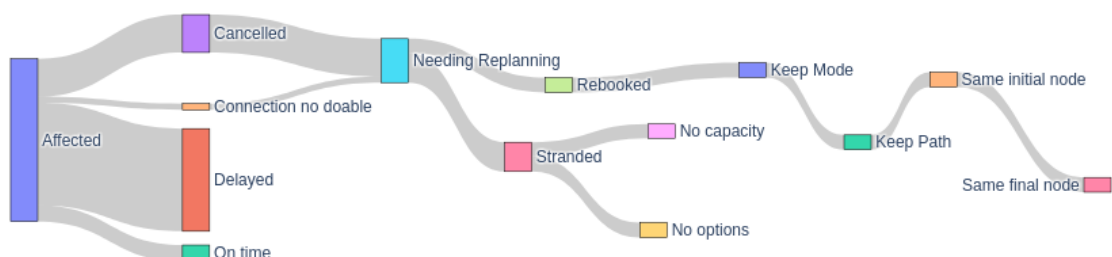 Cancelled
Needing Replanning
Keep Mode
Same initial node
Rebooked
Connection no doable
No capacity
Affected
Keep Path
Stranded
Delayed
Same final node
No options
On time